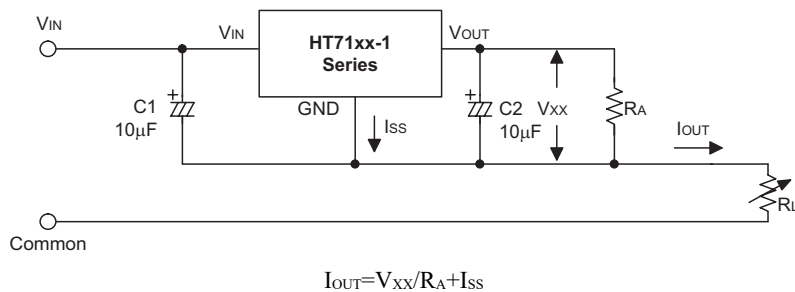 VIN
VIN
HT71xx-1
Series
VOUT
GND
C1
10μF
ISS
C2
10μF
VXX
RA
IOUT
RL
Common
IOUT=VXX/RA+ISS